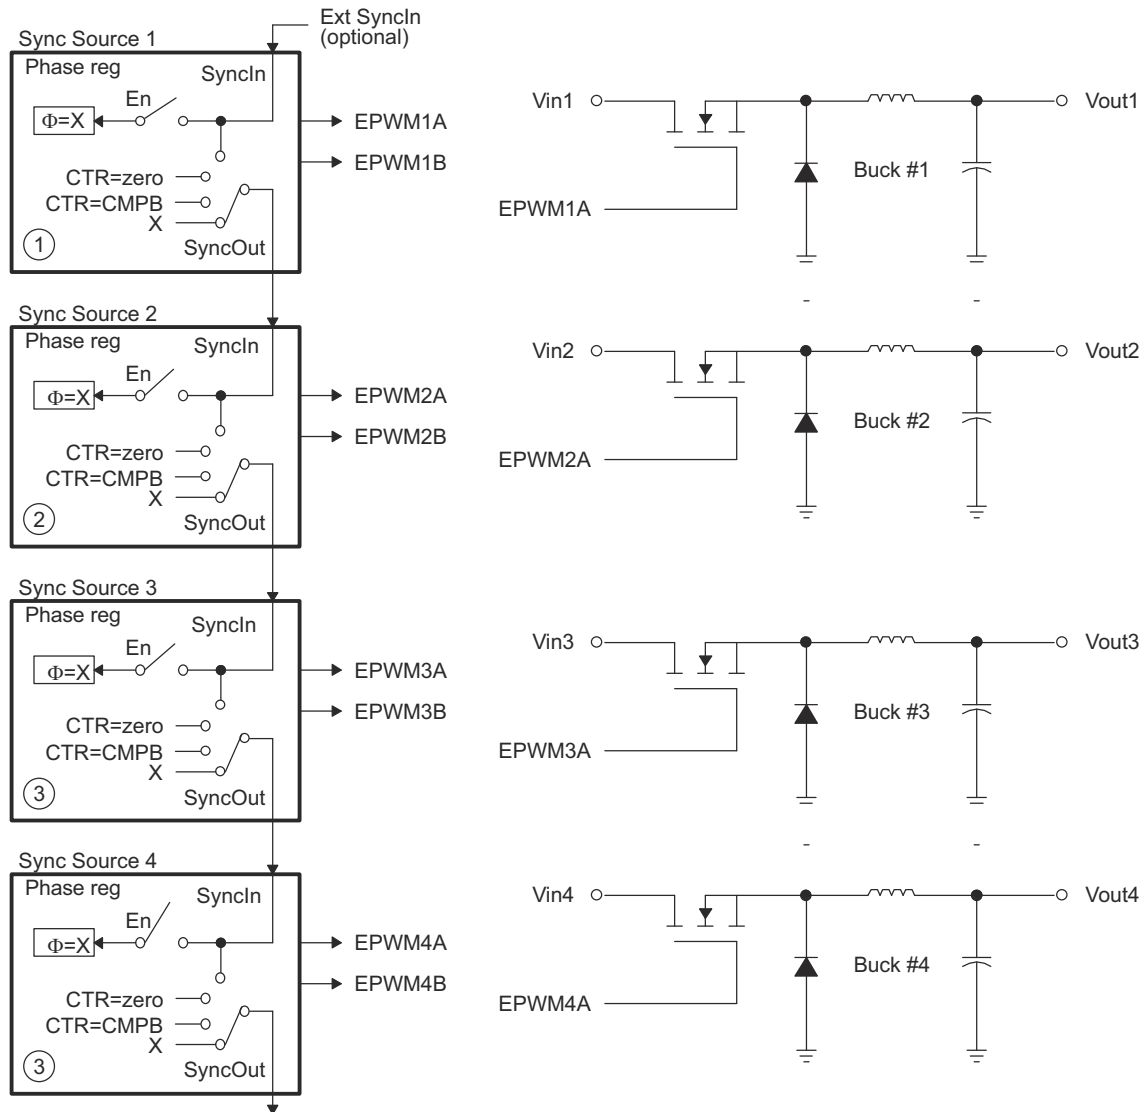 Ext SyncIn
(optional)
Sync Source 1
Phase reg
SyncIn
En
Φ=X
CTR=zero
CTR=CMPB
X
SyncOut
1
EPWM1A
EPWM1B
Vin1
Vout1
Buck #1
EPWM1A
Sync Source 2
Phase reg
SyncIn
En
Φ=X
CTR=zero
CTR=CMPB
X
SyncOut
2
EPWM2A
EPWM2B
Vin2
Vout2
Buck #2
EPWM2A
Sync Source 3
Phase reg
SyncIn
En
Φ=X
CTR=zero
CTR=CMPB
X
SyncOut
3
EPWM3A
EPWM3B
Vin3
Vout3
Buck #3
EPWM3A
Sync Source 4
Phase reg
SyncIn
En
Φ=X
CTR=zero
CTR=CMPB
X
SyncOut
3
EPWM4A
EPWM4B
Vin4
Vout4
Buck #4
EPWM4A